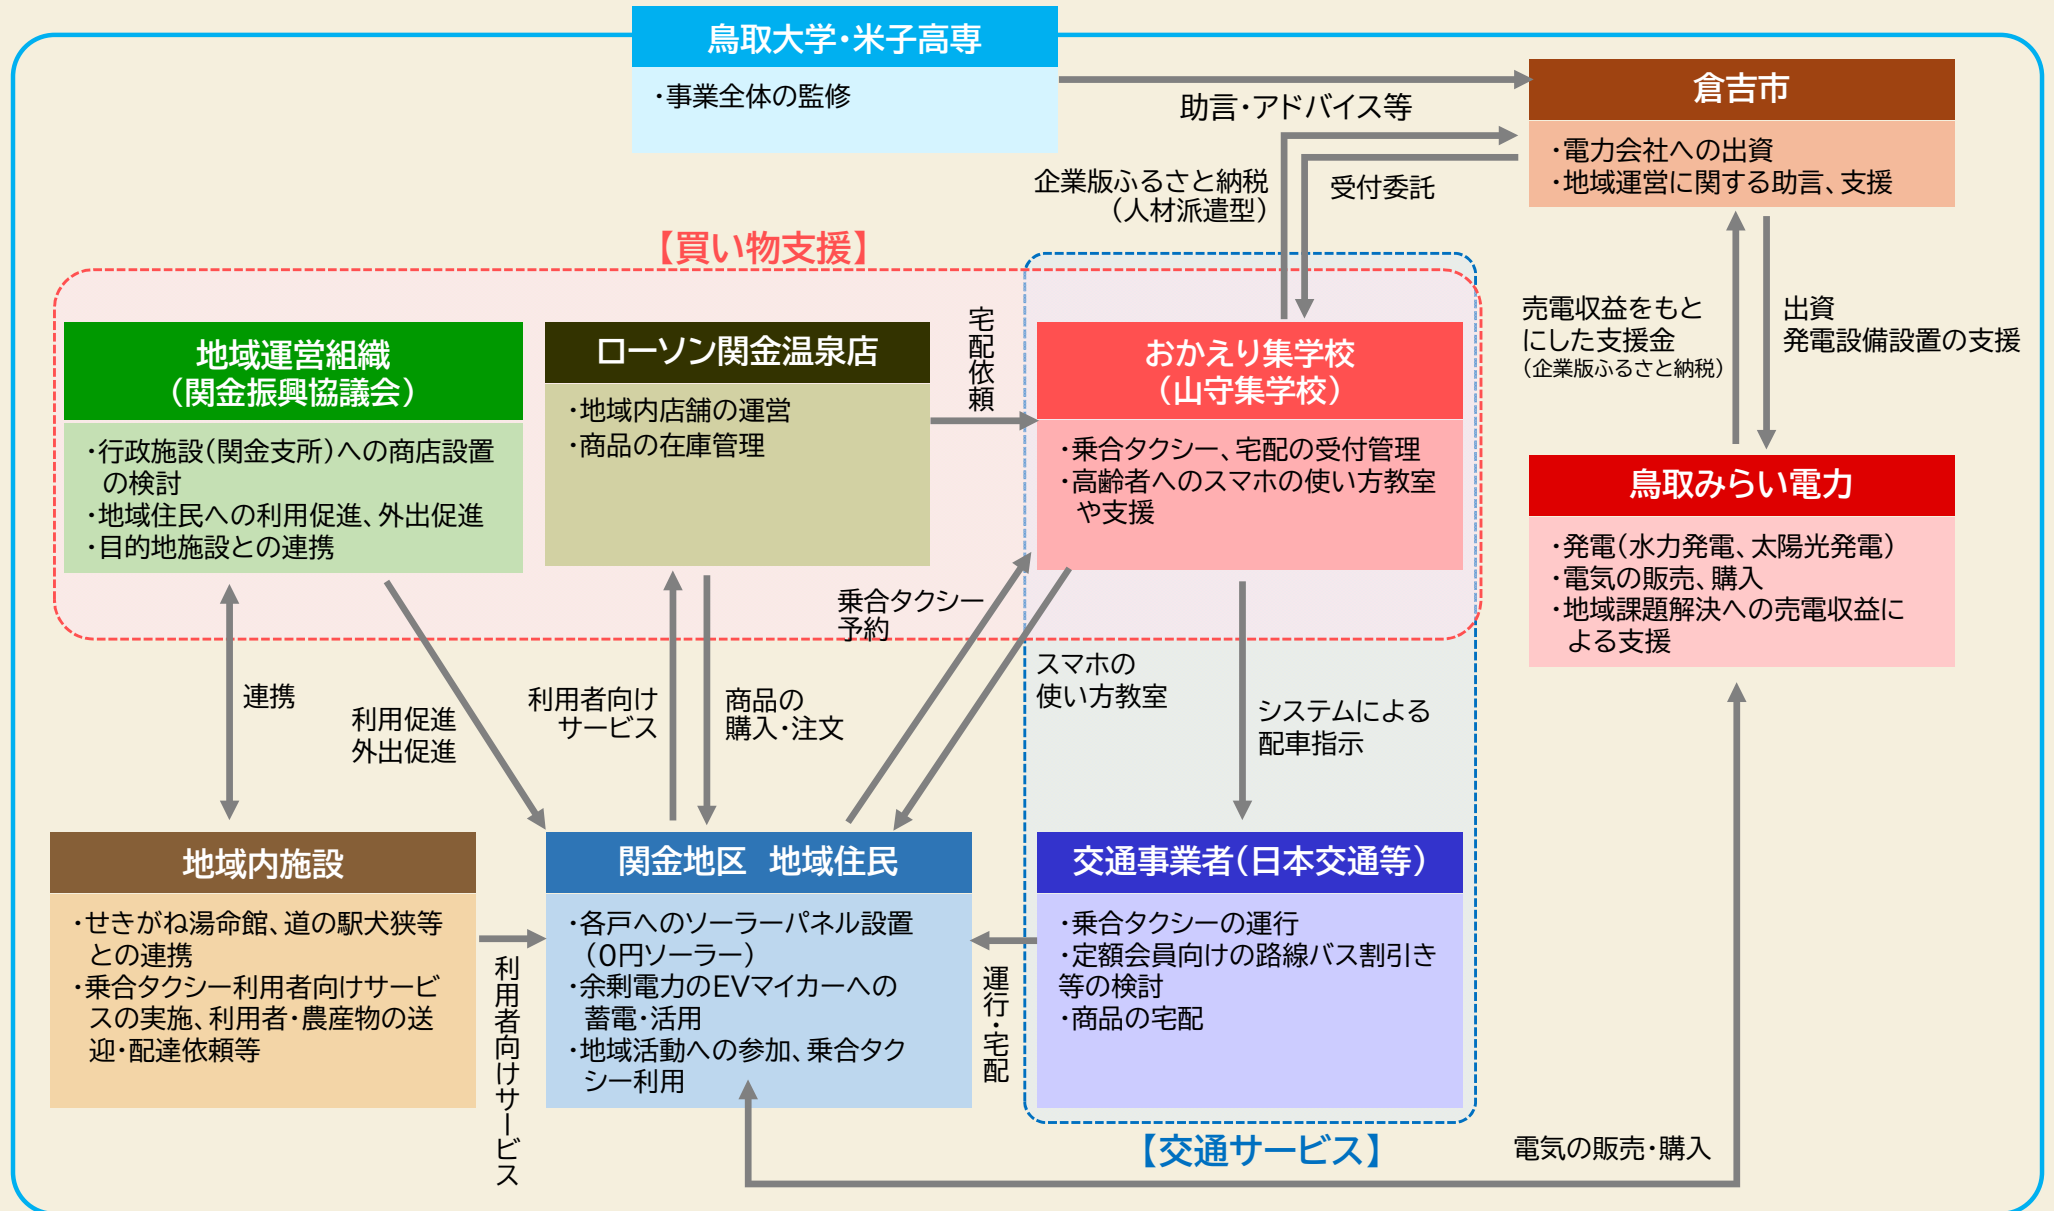 鳥取大学・米子高専
・事業全体の監修
助言・アドバイス等
倉吉市
・電力会社への出資
・地域運営に関する助言、支援
企業版ふるさと納税
（人材派遣型）
受付委託
【買い物支援】
地域運営組織
（関金振興協議会）
・行政施設（関金支所）への商店設置
の検討
・地域住民への利用促進、外出促進
・目的地施設との連携
ローソン関金温泉店
・地域内店舗の運営
・商品の在庫管理
宅配依頼
おかえり集学校
（山守集学校）
・乗合タクシー、宅配の受付管理
・高齢者へのスマホの使い方教室
や支援
売電収益をもと
にした支援金
（企業版ふるさと納税）
出資
発電設備設置の支援
鳥取みらい電力
・発電（水力発電、太陽光発電）
・電気の販売、購入
・地域課題解決への売電収益に
よる支援
連携
利用促進
外出促進
利用者向け
サービス
商品の
購入・注文
乗合タクシー
予約
スマホの
使い方教室
システムによる
配車指示
地域内施設
・せきがね湯命館、道の駅犬狭等
との連携
・乗合タクシー利用者向けサービ
スの実施、利用者・農産物の送
迎・配達依頼等
利用者向けサービス
関金地区　地域住民
・各戸へのソーラーパネル設置
（0円ソーラー）
・余剰電力のEVマイカーへの
蓄電・活用
・地域活動への参加、乗合タク
シー利用
運行・宅配
交通事業者（日本交通等）
・乗合タクシーの運行
・定額会員向けの路線バス割引き
等の検討
・商品の宅配
【交通サービス】
電気の販売・購入